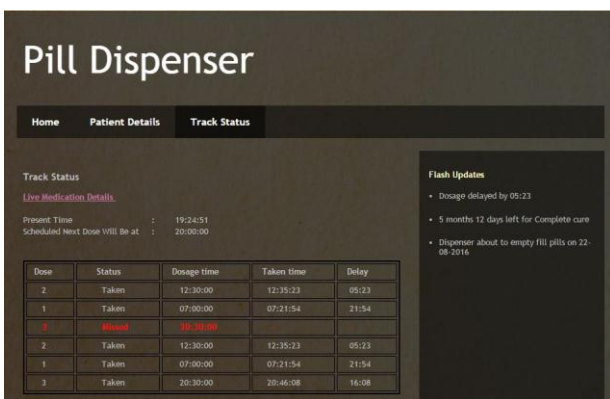 Pill Dispenser
Home Patient Details Track Status
Track Status
Live Medication Details
Present Time : 19:24:51
Scheduled Next Dose Will Be at : 20:00:00
Dose Status Dosage time Taken time Delay
2 Taken 12:30:00 12:35:23 05:23
1 Taken 07:00:00 07:21:54 21:54
3 Missed
2 Taken 12:30:00 12:35:23 05:23
1 Taken 07:00:00 07:21:54 21:54
3 Taken 20:30:00 20:46:08 16:08
Flash Updates
• Dosage delayed by 05:23
• 5 months 12 days left for Complete cure
• Dispenser about to empty fill pills on 22-
08-2016